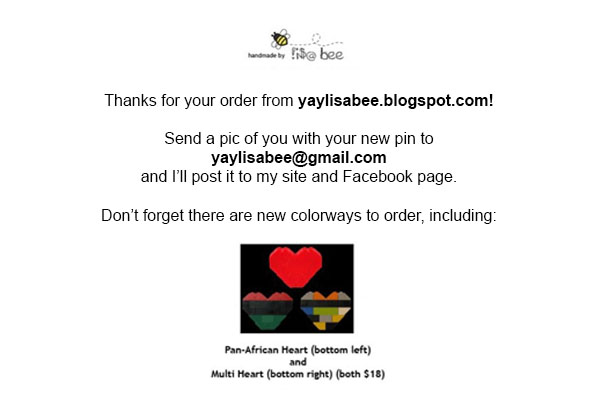 handmade by lisa bee
Thanks for your order from yaylisabee.blogspot.com!
Send a pic of you with your new pin to
yaylisabee@gmail.com
and I’ll post it to my site and Facebook page.
Don’t forget there are new colorways to order, including:
Pan-African Heart (bottom left)
and
Multi Heart (bottom right) (both $18)